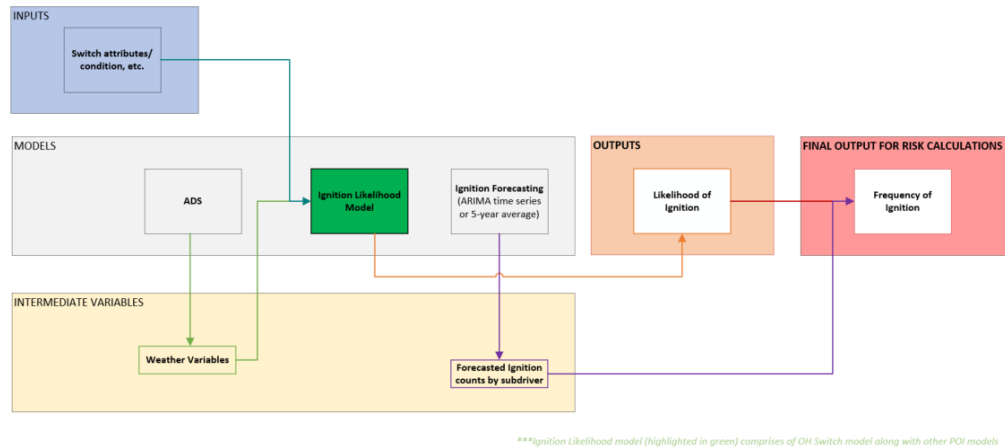 INPUTS
Switch attributes/
condition, etc.
MODELS
ADS
Ignition Likelihood
Model
Ignition Forecasting
(ARIMA time series
or 5-year average)
OUTPUTS
Likelihood of
Ignition
FINAL OUTPUT FOR RISK CALCULATIONS
Frequency of
Ignition
INTERMEDIATE VARIABLES
Weather Variables
Forecasted Ignition
counts by subdriver
***Ignition Likelihood model (highlighted in green) comprises of OH Switch model along with other POI models